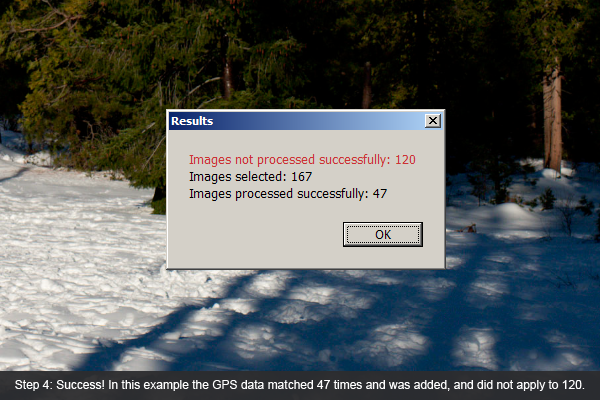 Results
Images not processed successfully: 120
Images selected: 167
Images processed successfully: 47
OK
Step 4: Success! In this example the GPS data matched 47 times and was added, and did not apply to 120.